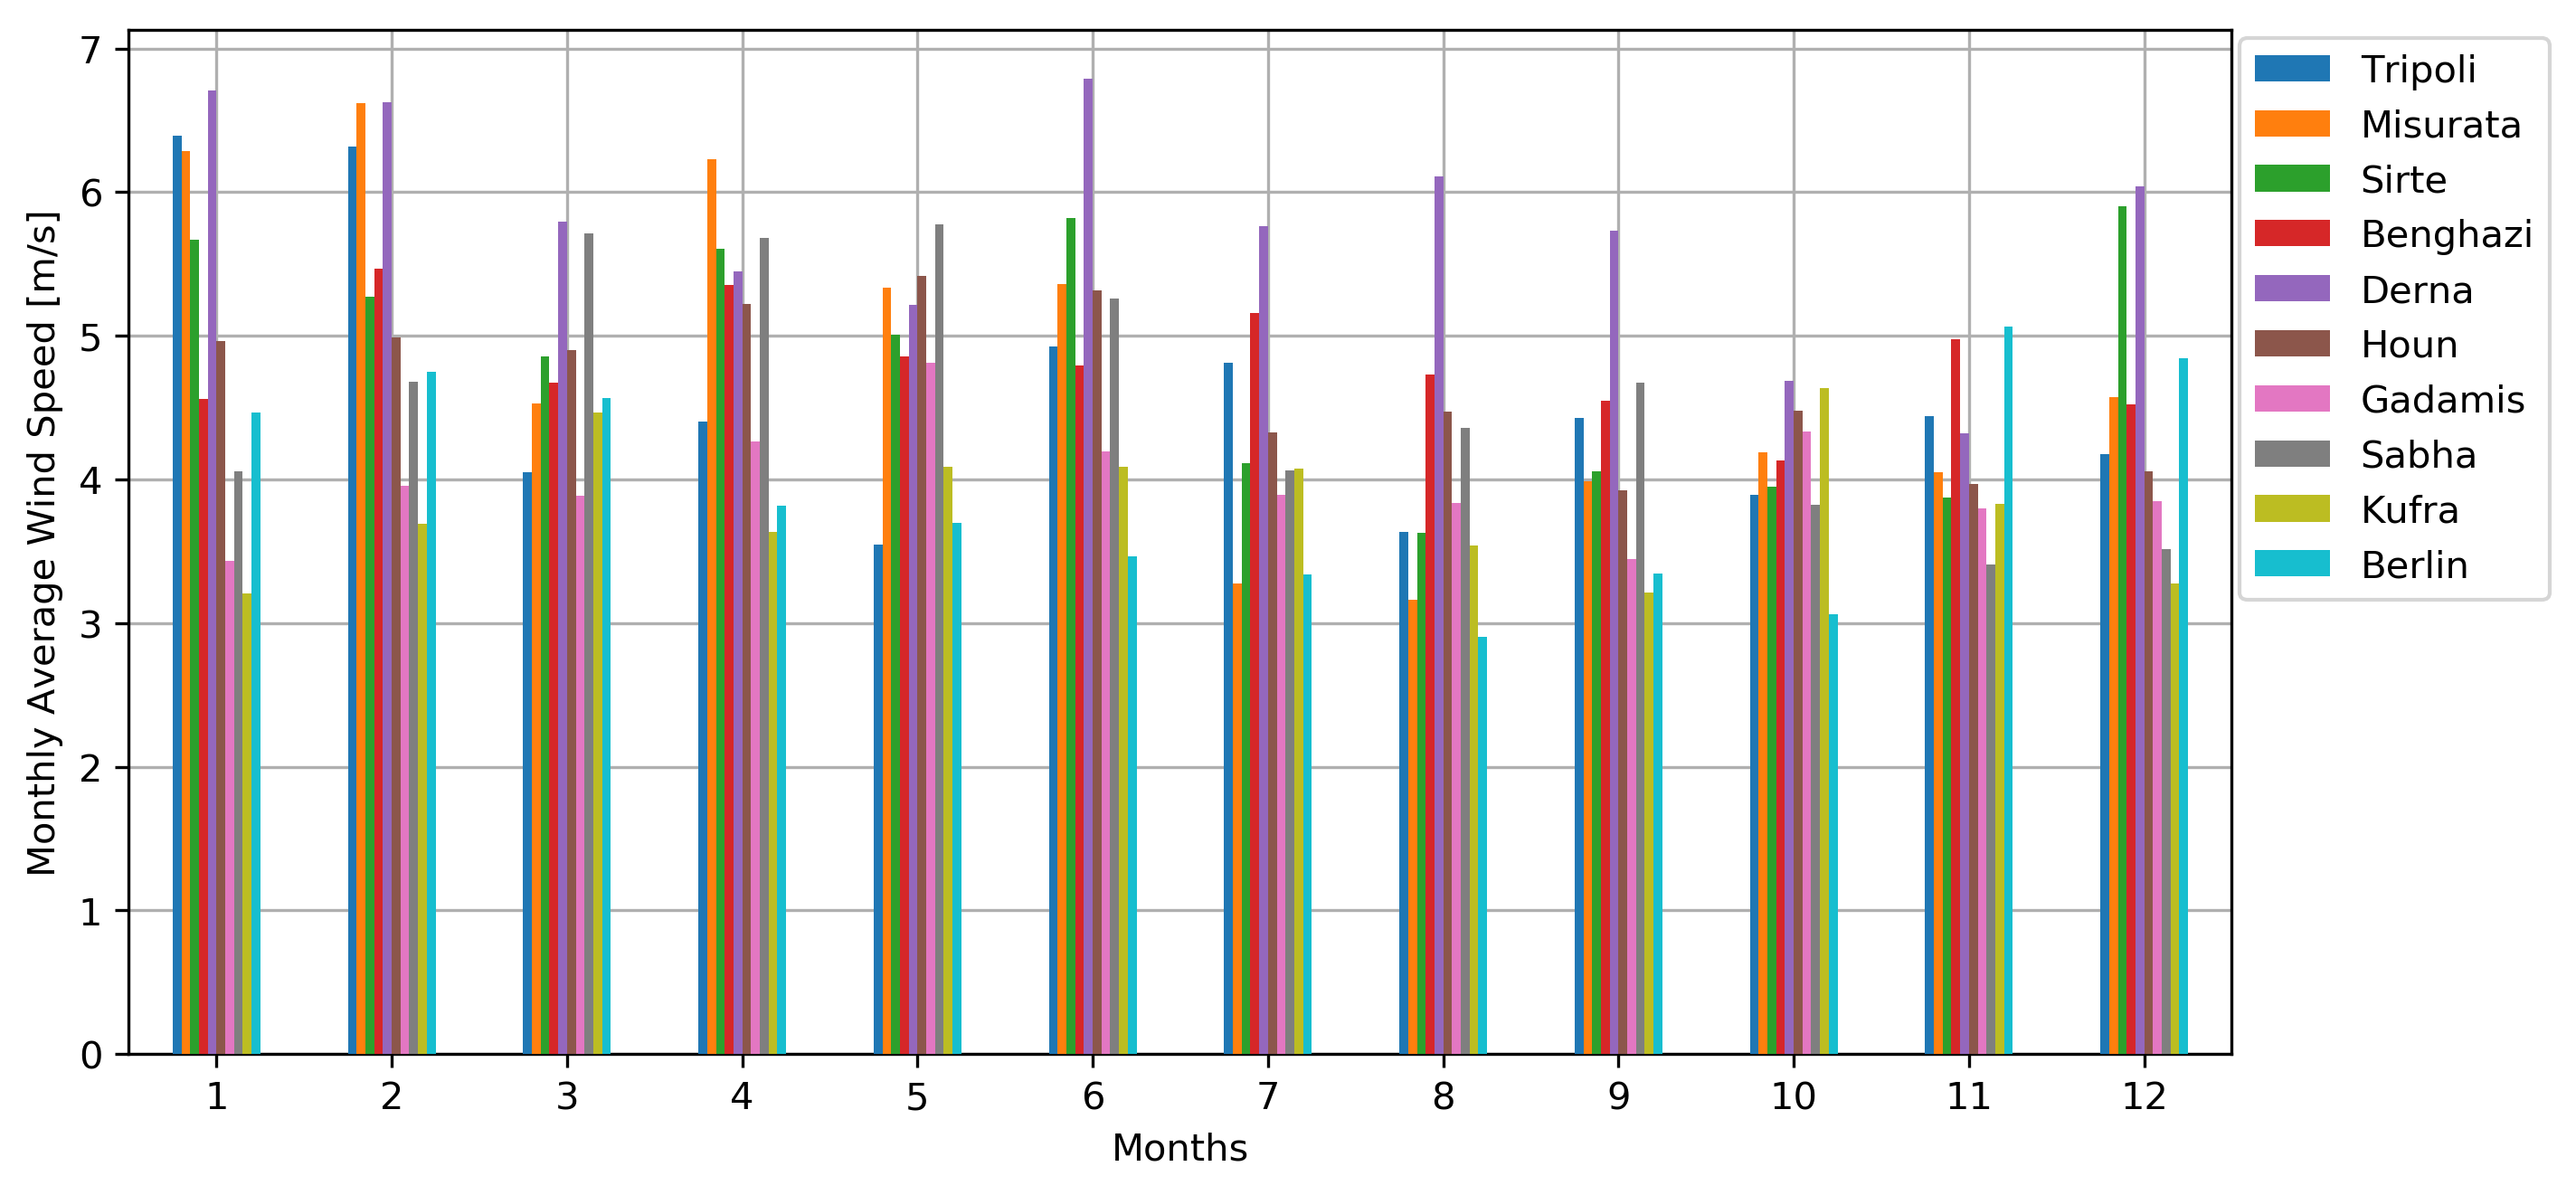 Monthly Average Wind Speed [m/s]
7
6
5
4
3
2
1
0
1 2 3 4 5 6 7 8 9 10 11 12
Months
Tripoli
Misurata
Sirte
Benghazi
Derna
Houn
Gadamis
Sabha
Kufra
Berlin